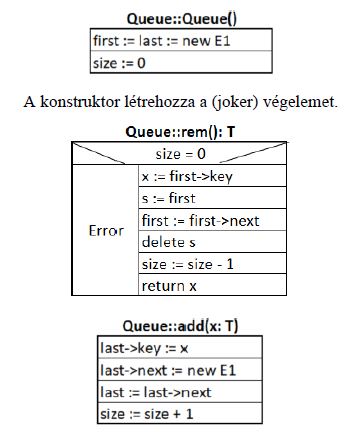 Queue::Queue()
first := last := new E1
size := 0
A konstruktor létrehozza a (joker) végelemet.
Queue::rem(): T
size = 0
Error
x := first->key
s := first
first := first->next
delete s
size := size - 1
return x
Queue::add(x: T)
last->key := x
last->next := new E1
last := last->next
size := size + 1